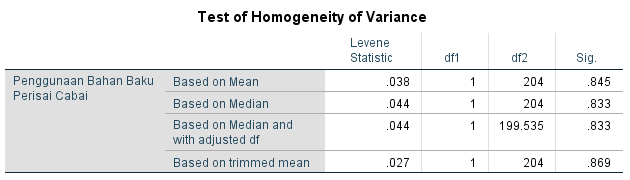 Test of Homogeneity of Variance
Levene
Statistic df1 df2 Sig.
Penggunaan Bahan Baku Based on Mean .038 1 204 .845
Perisai Cabai
Based on Median .044 1 204 .833
Based on Median and .044 1 199.535 .833
with adjusted df
Based on trimmed mean .027 1 204 .869